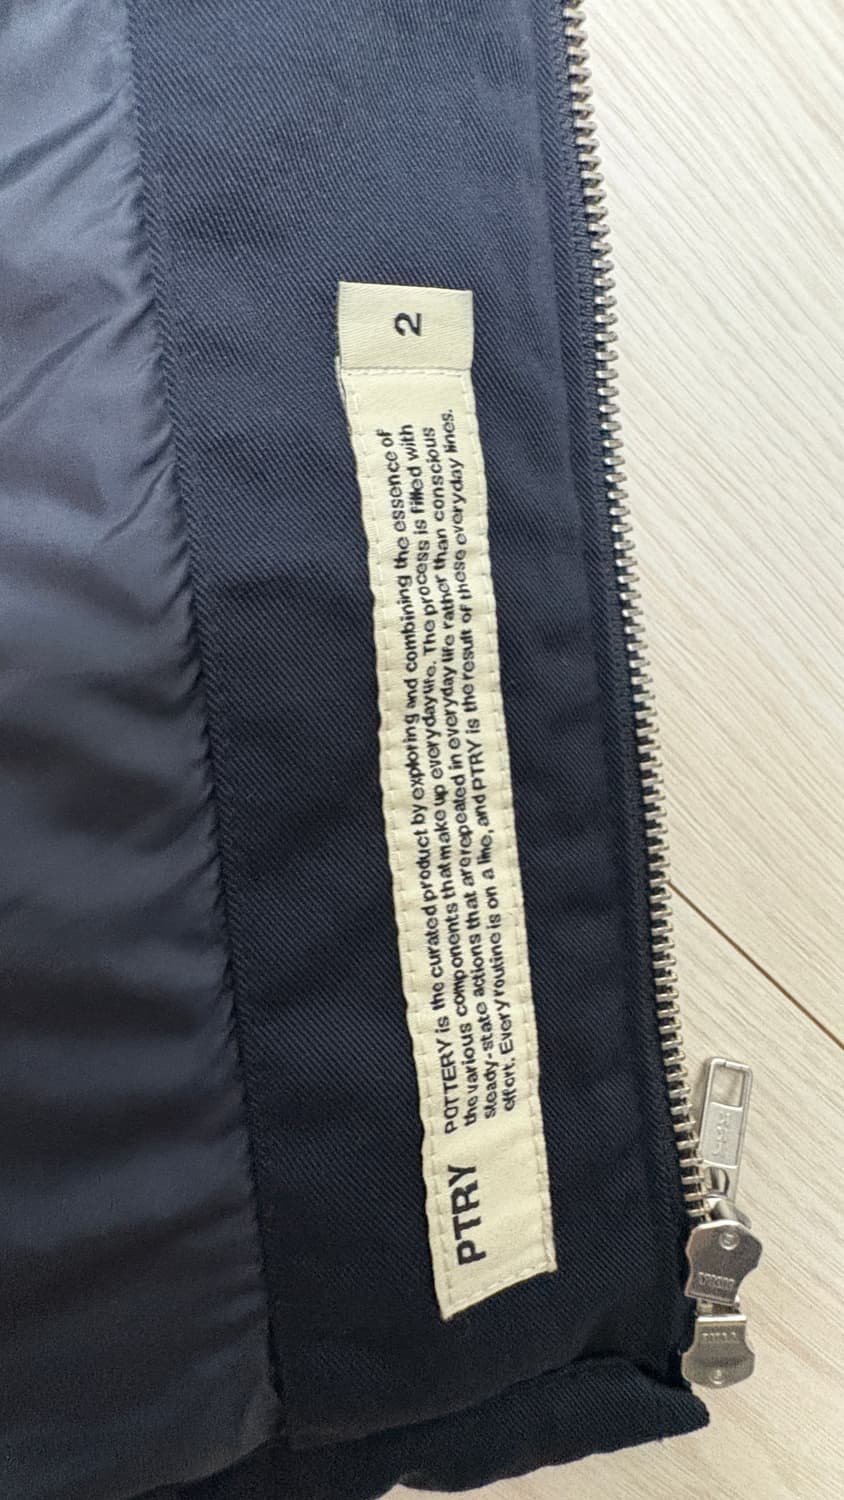 PTRY
POTTERY is the curated product by exploring and combining the essence of
the various components that make up everyday life. The process is filled with
steady-state actions that are repeated in everyday life rather than conscious
effort. Every routine is on a line, and PTRY is the result of these everyday lines.
2